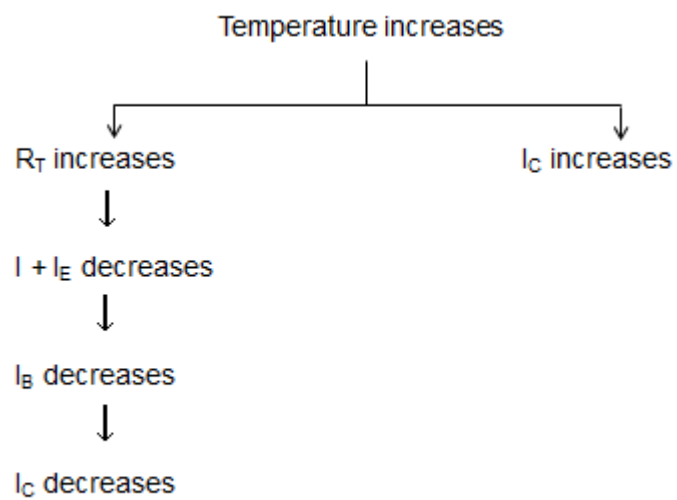 Temperature increases
R_T increases
I_C increases
I + I_E decreases
I_B decreases
I_C decreases